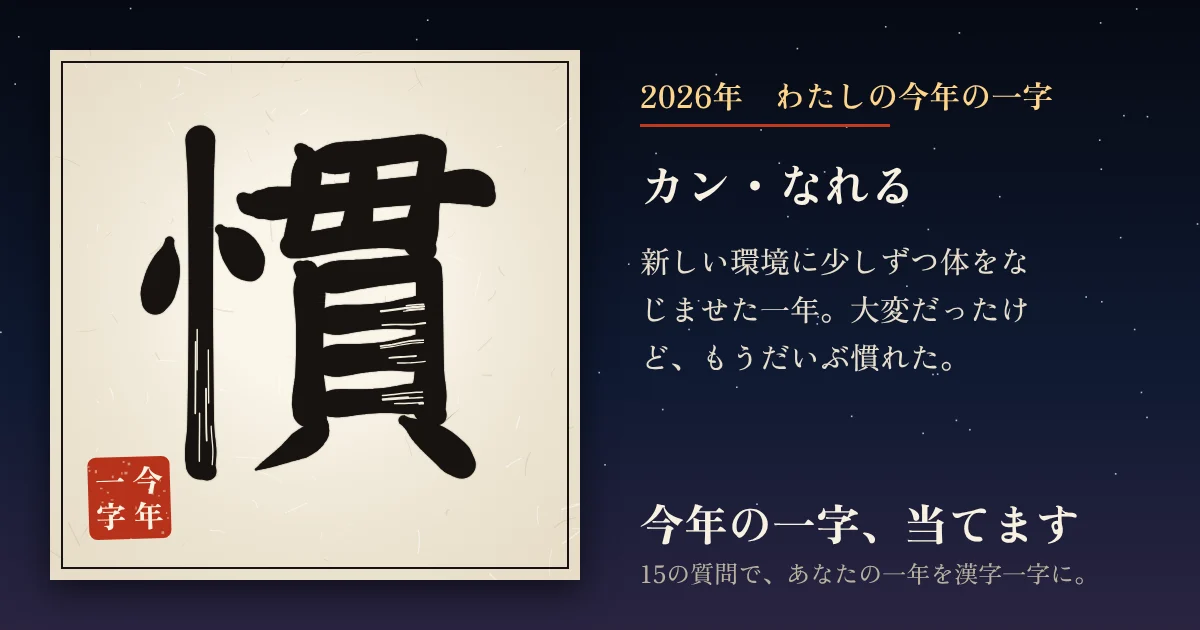 慣
今年
一字
2026年　わたしの今年の一字
カン・なれる
新しい環境に少しずつ体をな
じませた一年。大変だったけ
ど、もうだいぶ慣れた。
今年の一字、当てます
15の質問で、あなたの一年を漢字一字に。